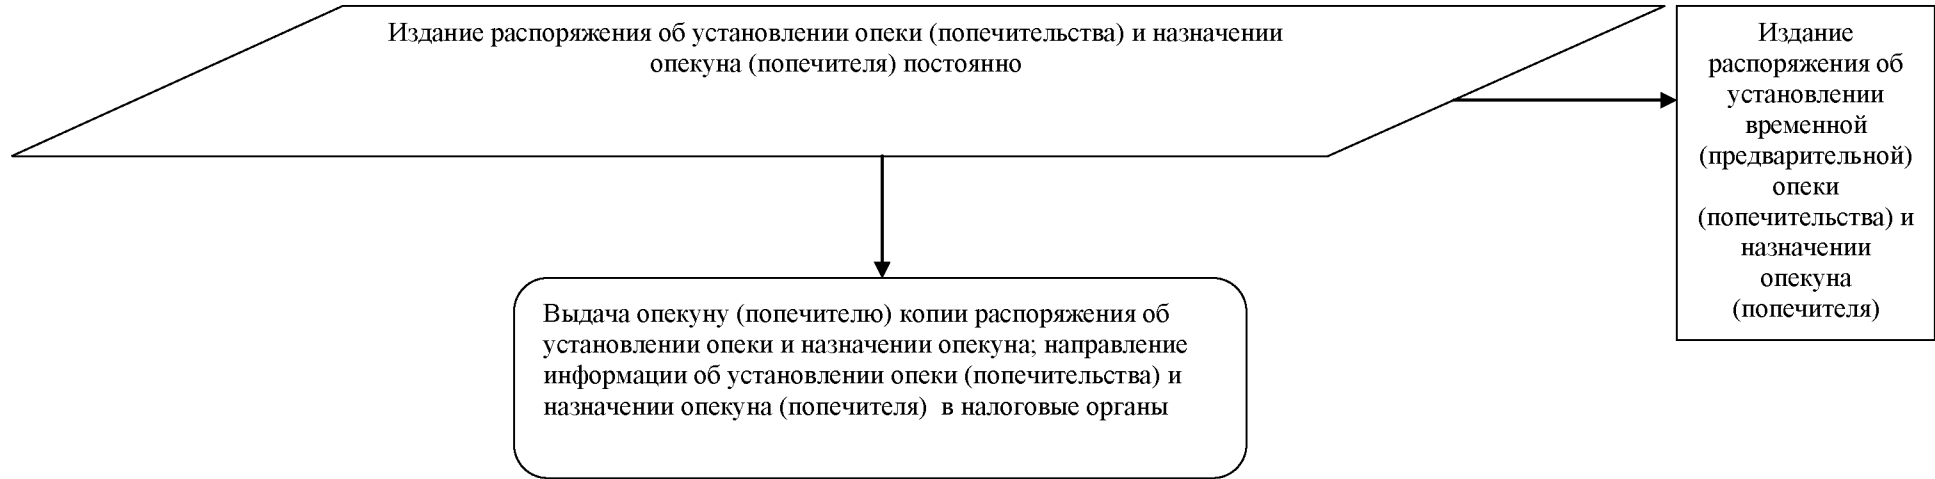 Издание распоряжения об установлении опеки (попечительства) и назначении
опекуна (попечителя) постоянно
Издание
распоряжения об
установлении
временной
(предварительной)
опеки
(попечительства) и
назначении
опекуна
(попечителя)
Выдача опекуну (попечителю) копии распоряжения об
установлении опеки и назначении опекуна; направление
информации об установлении опеки (попечительства) и
назначении опекуна (попечителя)  в налоговые органы